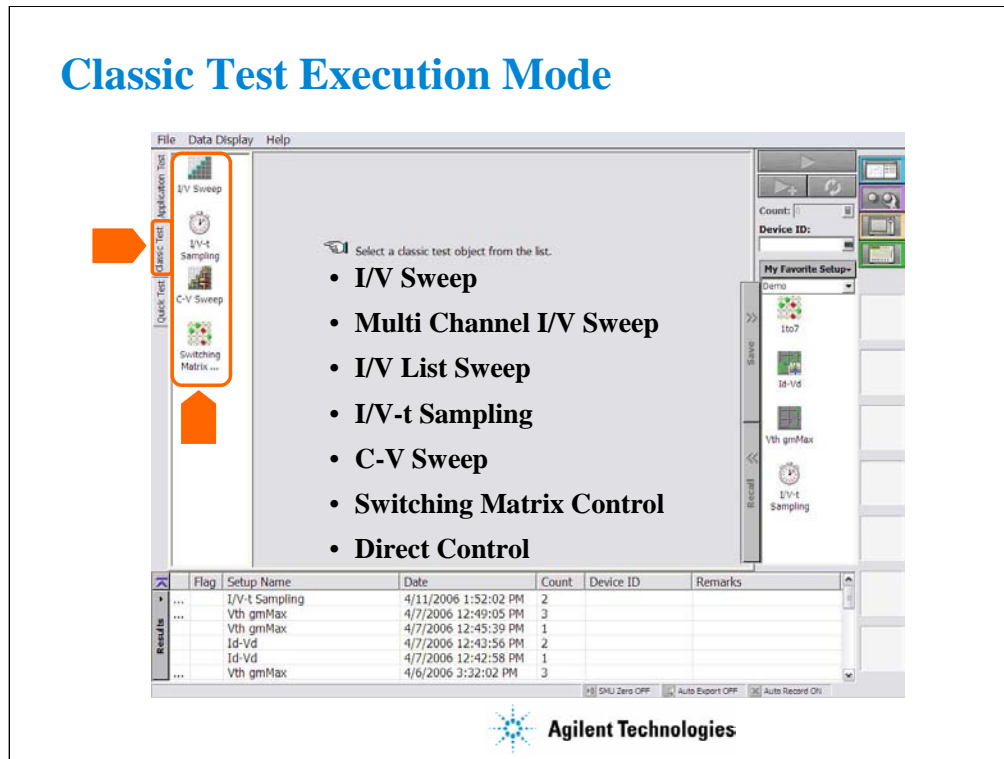 Classic Test Execution Mode
File Data Display Help
Application Test
Classic Test
Quick Test
I/V Sweep
I/V-t
Sampling
C-V Sweep
Switching
Matrix ...
Select a classic test object from the list.
• I/V Sweep
• Multi Channel I/V Sweep
• I/V List Sweep
• I/V-t Sampling
• C-V Sweep
• Switching Matrix Control
• Direct Control
Save
Recall
Count:
Device ID:
My Favorite Setup
Demo
1to7
Id-Vd
Vth gmMax
I/V-t
Sampling
Results
Flag Setup Name Date Count Device ID Remarks
... I/V-t Sampling 4/11/2006 1:52:02 PM 2
... Vth gmMax 4/7/2006 12:49:05 PM 3
Vth gmMax 4/7/2006 12:45:39 PM 1
Id-Vd 4/7/2006 12:43:56 PM 2
Id-Vd 4/7/2006 12:42:58 PM 1
... Vth gmMax 4/6/2006 3:32:02 PM 3
SMU Zero OFF Auto Export OFF Auto Record ON
Agilent Technologies